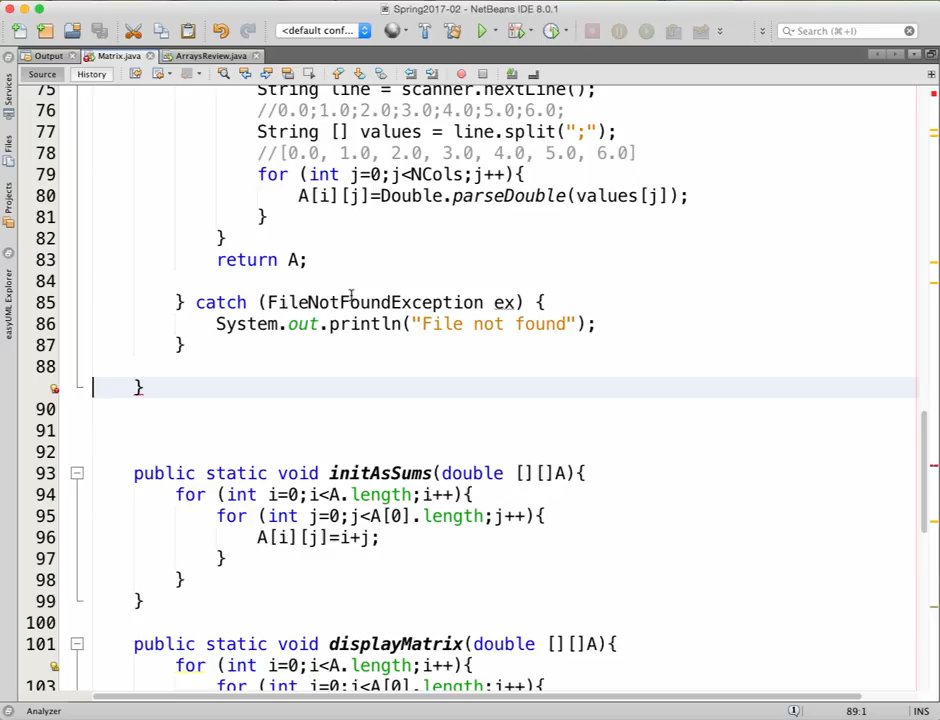 Spring2017-02 - NetBeans IDE 8.0.1
<default conf...
Search (⌘+I)
Output
Matrix.java
ArraysReview.java
Source
History
Services
Files
Projects
easyUML Explorer
75 String line = scanner.nextLine();
76 //0.0;1.0;2.0;3.0;4.0;5.0;6.0;
77 String [] values = line.split(";");
78 //[0.0, 1.0, 2.0, 3.0, 4.0, 5.0, 6.0]
79 for (int j=0;j<NCols;j++){
80 A[i][j]=Double.parseDouble(values[j]);
81 }
82 }
83 return A;
84
85 } catch (FileNotFoundException ex) {
86 System.out.println("File not found");
87 }
88
}
90
91
92
93 public static void initAsSums(double [][]A){
94 for (int i=0;i<A.length;i++){
95 for (int j=0;j<A[0].length;j++){
96 A[i][j]=i+j;
97 }
98 }
99 }
100
101 public static void displayMatrix(double [][]A){
for (int i=0;i<A.length;i++){
103 for (int j=0;j<A[0].length;j++){
Analyzer
1
89:1
INS